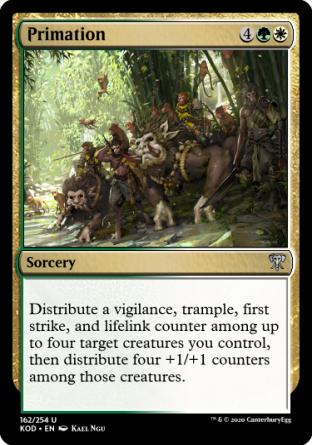 Primation 4
Sorcery
Distribute a vigilance, trample, first
strike, and lifelink counter among up
to four target creatures you control,
then distribute four +1/+1 counters
among those creatures.
162/254 U
KOD • EN Kael Ngu
™ & © 2020 CanterburyEgg